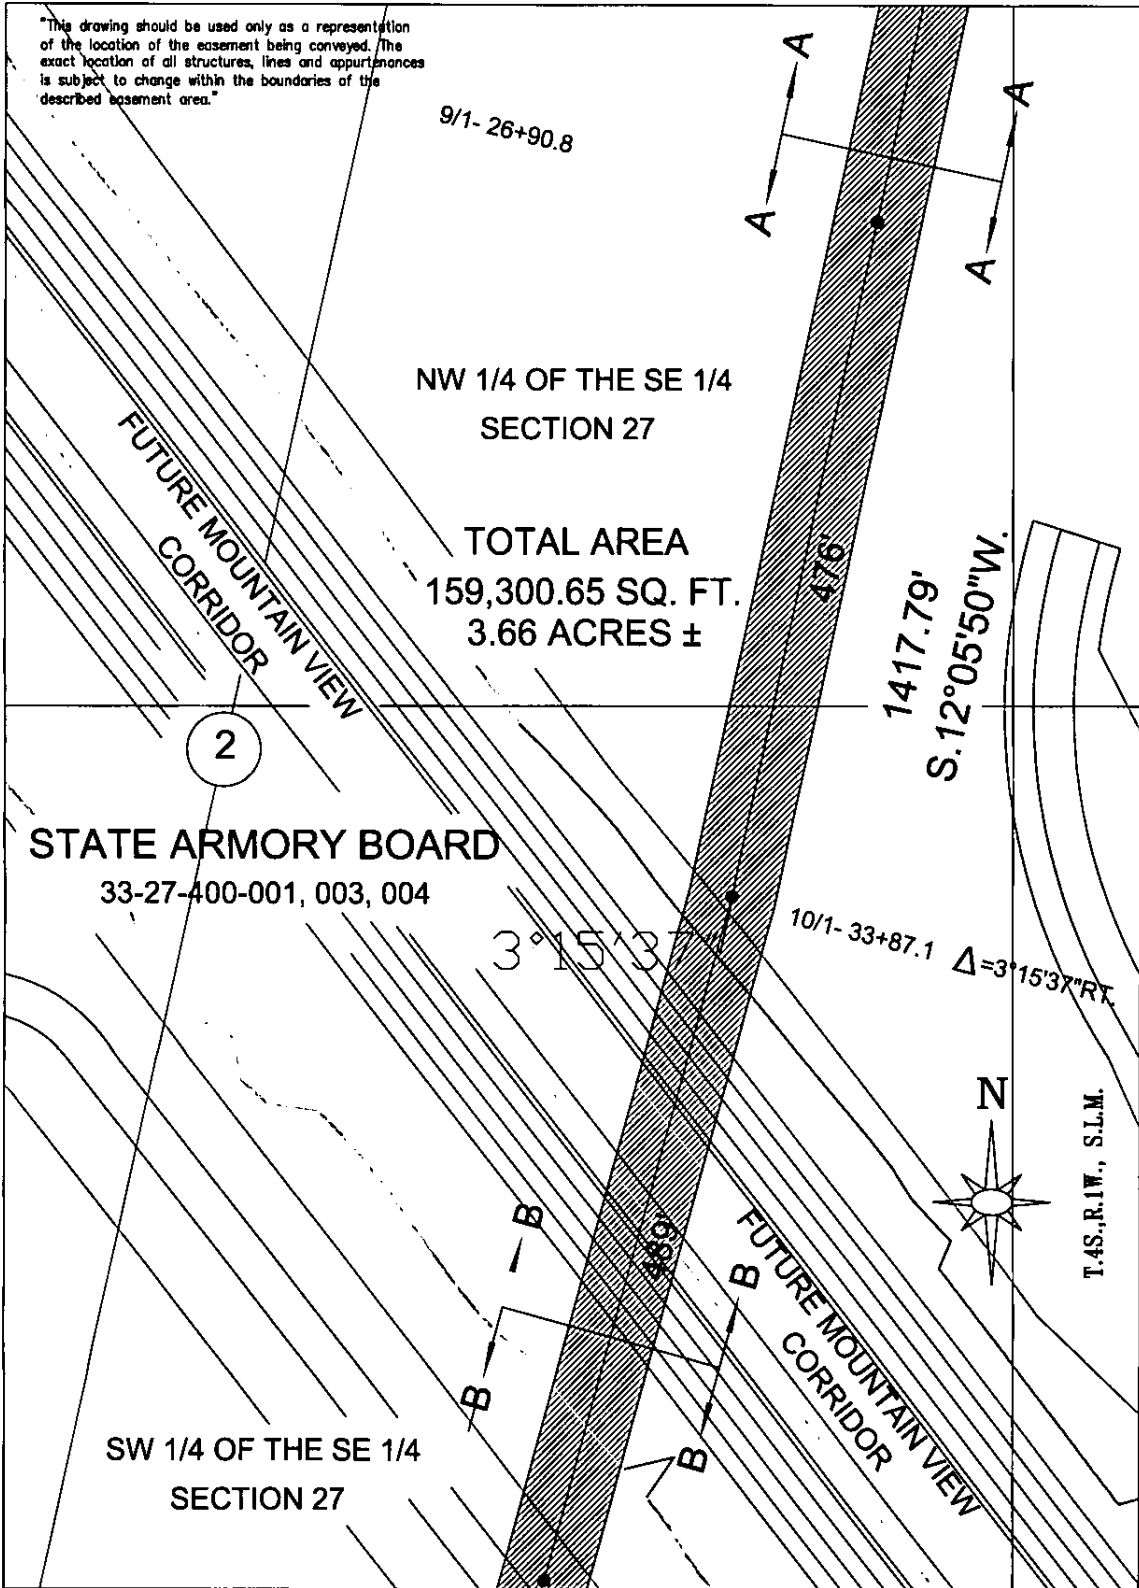 "This drawing should be used only as a representation
of the location of the easement being conveyed. The
exact location of all structures, lines and appurtenances
is subject to change within the boundaries of the
described easement area."
9/1- 26+90.8
A
A
A
A
NW 1/4 OF THE SE 1/4
SECTION 27
FUTURE MOUNTAIN VIEW
CORRIDOR
TOTAL AREA
159,300.65 SQ. FT.
3.66 ACRES ±
476'
1417.79'
S.12°05'50"W.
2
STATE ARMORY BOARD
33-27-400-001, 003, 004
3°15'37"
10/1- 33+87.1 Δ=3°15'37"RT.
N
T.4S.,R.1W., S.L.M.
489'
B
B
B
B
FUTURE MOUNTAIN VIEW
CORRIDOR
SW 1/4 OF THE SE 1/4
SECTION 27